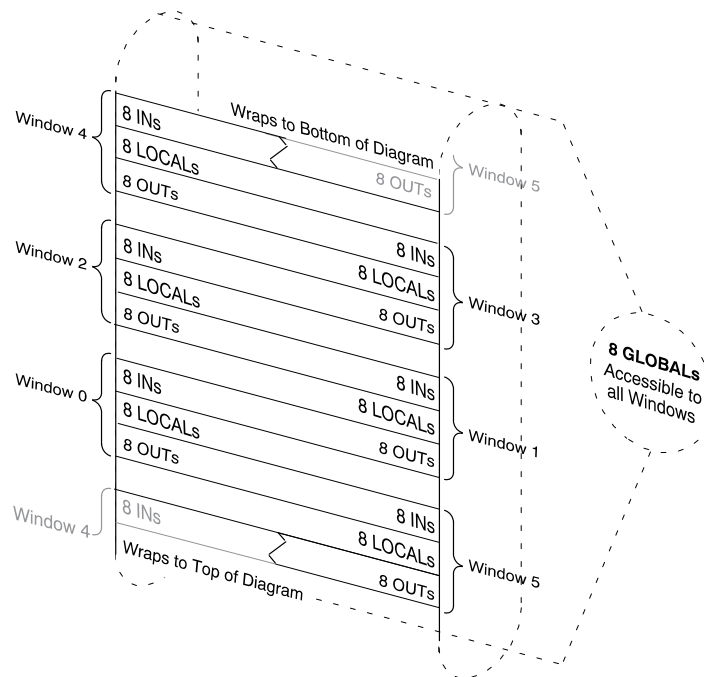 Wraps to Bottom of Diagram
Window 4
8 INs
8 LOCALs
8 OUTs
8 OUTs
Window 5
Window 2
8 INs
8 LOCALs
8 OUTs
8 INs
8 LOCALs
8 OUTs
Window 3
Window 0
8 INs
8 LOCALs
8 OUTs
8 INs
8 LOCALs
8 OUTs
Window 1
Window 4
8 INs
8 INs
8 LOCALs
8 OUTs
Window 5
Wraps to Top of Diagram
8 GLOBALs
Accessible to
all Windows